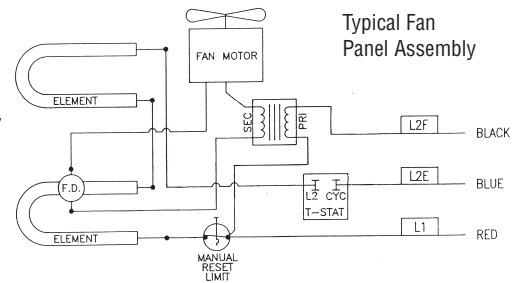 Typical Fan
Panel Assembly
FAN MOTOR
ELEMENT
SEC
PRI
L2F
BLACK
F.D.
L2 CYC
T-STAT
L2E
BLUE
ELEMENT
L1
RED
MANUAL
RESET
LIMIT